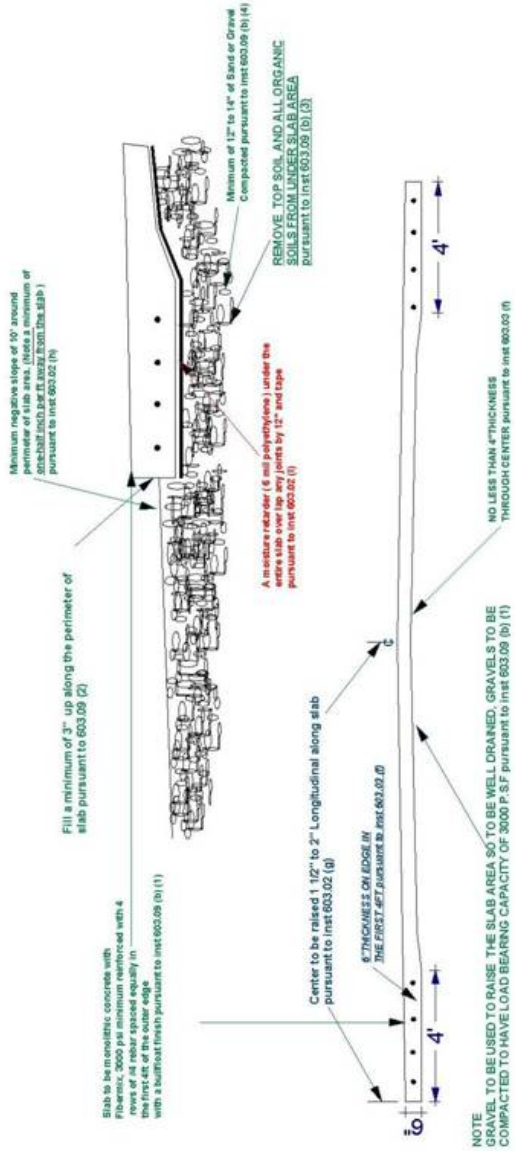 Slab to be monolithic concrete with
Fibermix, 3000 psi minimum reinforced with 4
rows of #4 rebar spaced equally in
the first 4ft of the outer edge
with a bullfloat finish pursuant to inst 603.09 (b) (1)
Fill a minimum of 3" up along the perimeter of
slab pursuant to 603.09 (2)
Minimum negative slope of 10' around
perimeter of slab area. (Note a minimum of
one-half inch per ft away from the slab )
pursuant to inst 603.02 (h)
Minimum of 12" to 14" of Sand or Gravel
Compacted pursuant to inst 603.09 (b) (4)
REMOVE TOP SOIL AND ALL ORGANIC
SOILS FROM UNDER SLAB AREA
pursuant to inst 603.09 (b) (3)
A moisture retarder ( 6 mil polyethylene ) under the
entire slab over lap any joints by 12" and tape
pursuant to inst 603.02 (i)
Center to be raised 1 1/2" to 2" Longitudinal along slab
pursuant to inst 603.02 (g)
6" THICKNESS ON EDGE IN
THE FIRST 4FT pursuant to inst 603.03 (f)
6"
4'
4'
NO LESS THAN 4" THICKNESS
THROUGH CENTER pursuant to inst 603.03 (f)
NOTE
GRAVEL TO BE USED TO RAISE THE SLAB AREA SO TO BE WELL DRAINED, GRAVELS TO BE
COMPACTED TO HAVE LOAD BEARING CAPACITY OF 3000 P.S.F pursuant to inst 603.09 (b) (1)